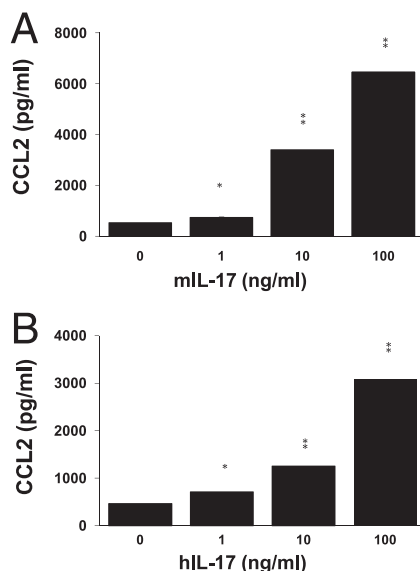 A
8000
6000
4000
2000
0
CCL2 (pg/ml)
*
**
**
0 1 10 100
mIL-17 (ng/ml)
B
4000
3000
2000
1000
0
CCL2 (pg/ml)
*
**
**
0 1 10 100
hIL-17 (ng/ml)